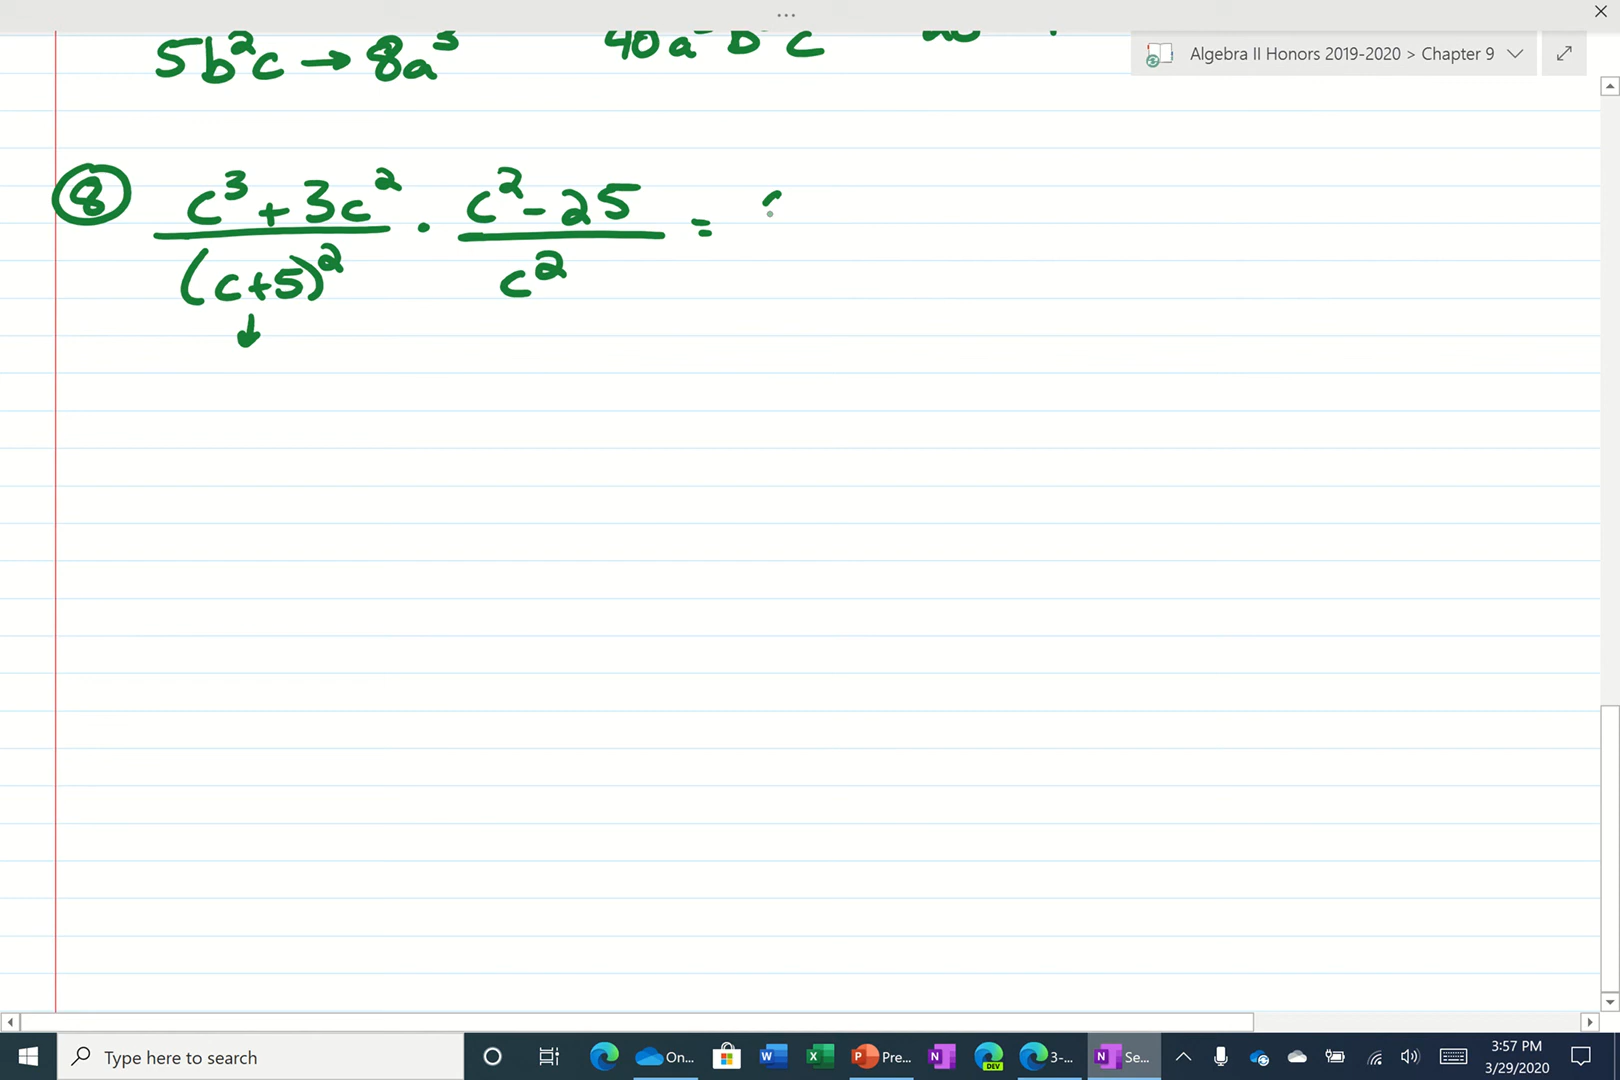 ...
Algebra II Honors 2019-2020 > Chapter 9
5b²c → 8a³
⑧ (c³ + 3c²)/(c+5)² · (c² - 25)/c² =
↓
Type here to search
On...
Pre...
DEV
3-...
Se...
3:57 PM
3/29/2020